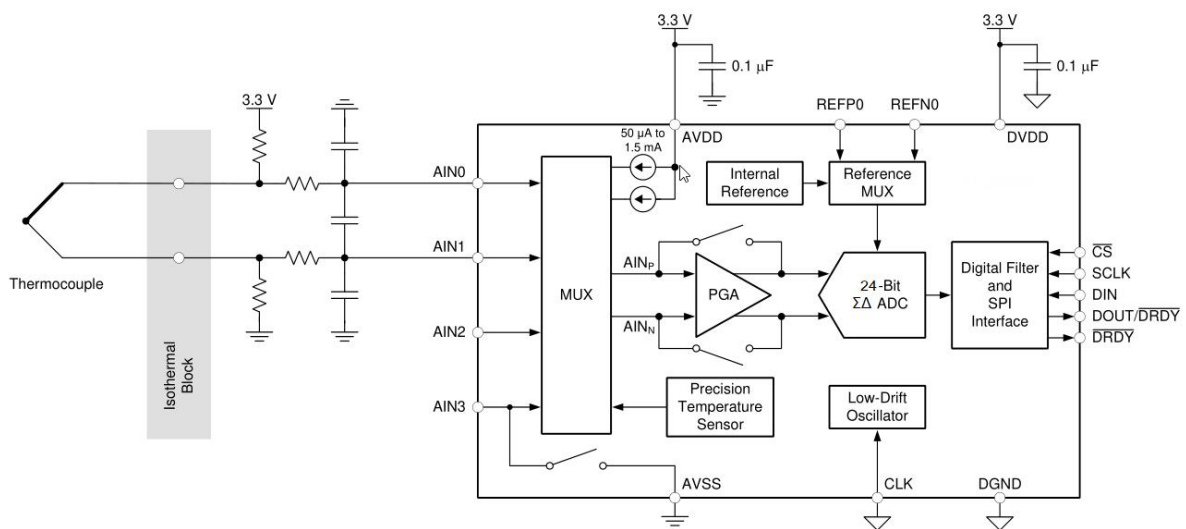 3.3 V
3.3 V
0.1 µF
0.1 µF
3.3 V
REFP0
REFN0
AVDD
DVDD
50 µA to
1.5 mA
AIN0
Internal
Reference
Reference
MUX
AIN1
AINP
CS
SCLK
DIN
DOUT/DRDY
DRDY
Thermocouple
MUX
PGA
24-Bit
ΣΔ ADC
Digital Filter
and
SPI
Interface
AINN
AIN2
Isothermal
Block
AIN3
Precision
Temperature
Sensor
Low-Drift
Oscillator
AVSS
CLK
DGND